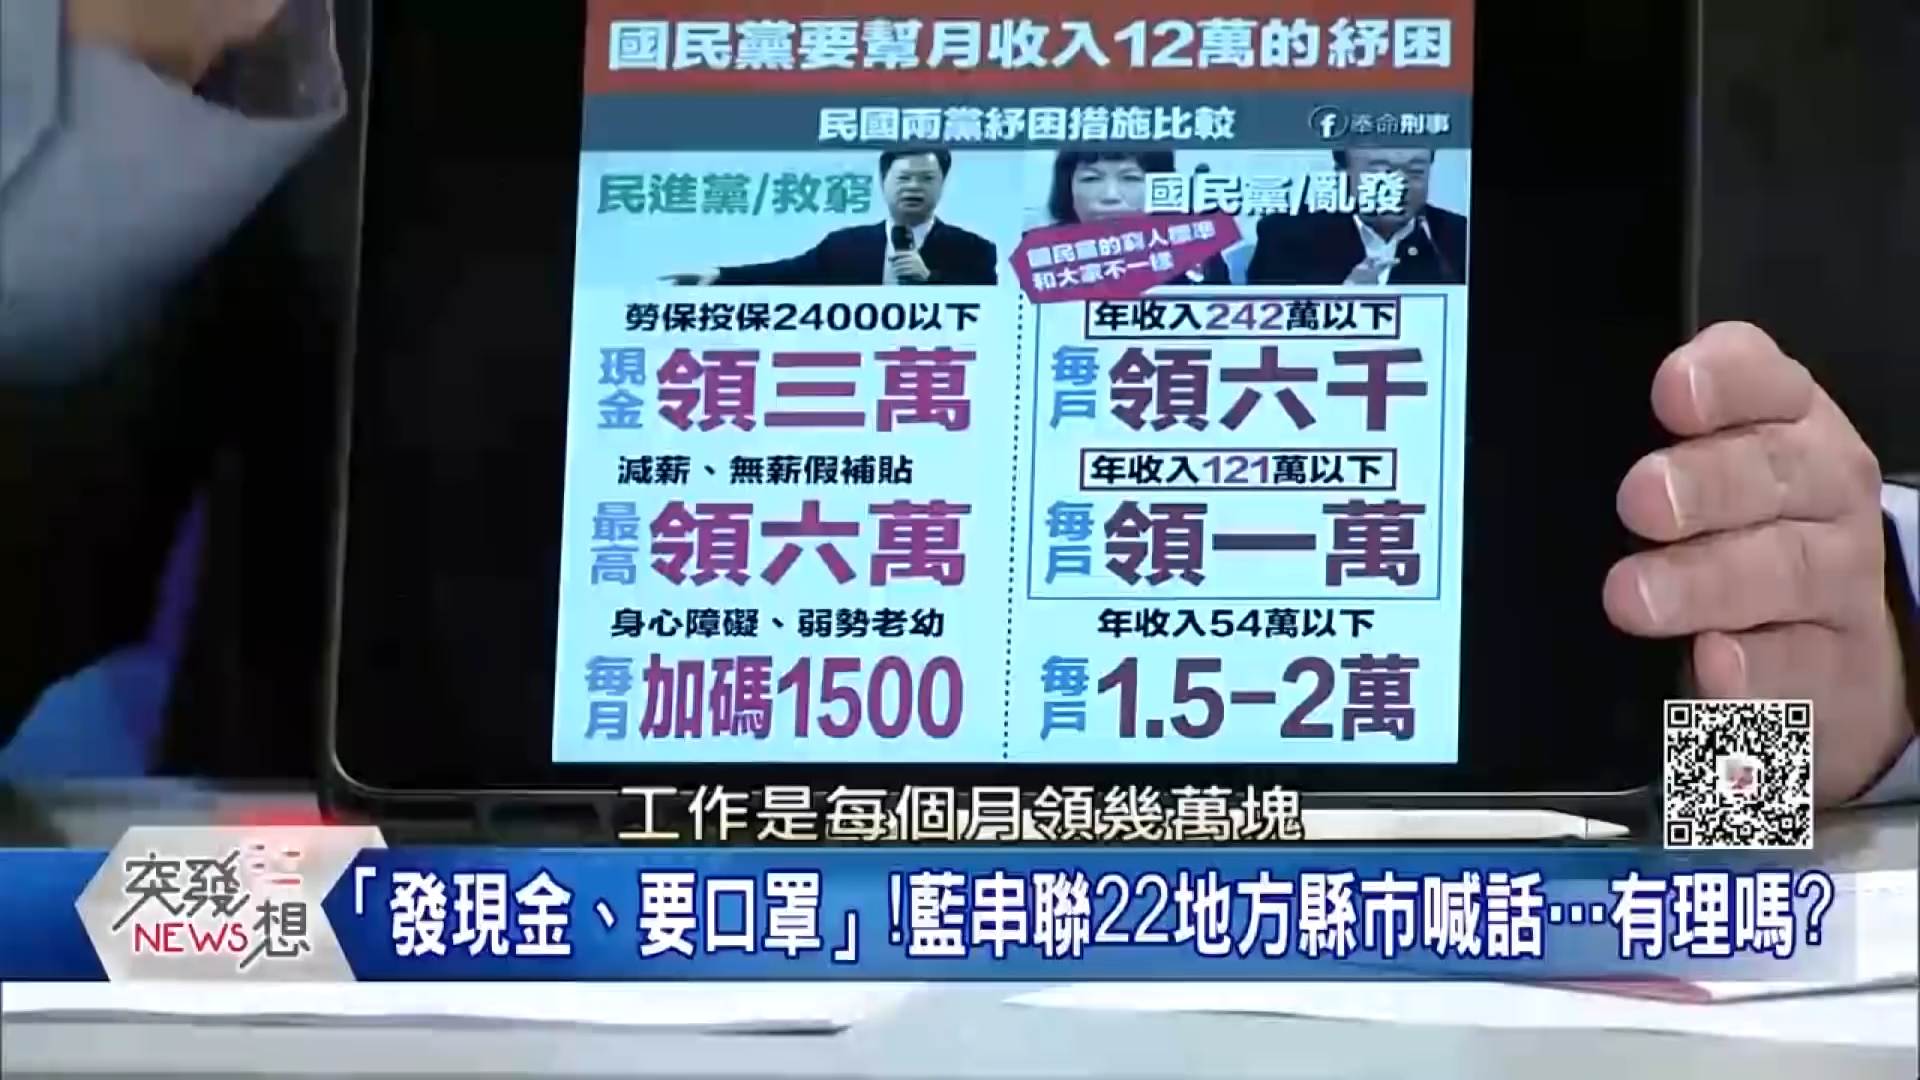 國民黨要幫月收入12萬的紓困
民國兩黨紓困措施比較
f奉命刑事
民進黨/救窮
國民黨/亂發
國民黨的窮人標準
和大家不一樣
勞保投保24000以下
現金 領三萬
減薪、無薪假補貼
最高 領六萬
身心障礙、弱勢老幼
每月 加碼1500
年收入242萬以下
每戶 領六千
年收入121萬以下
每戶 領一萬
年收入54萬以下
每戶 1.5-2萬
工作是每個月領幾萬塊
突發
NEWS
想
「發現金、要口罩」!藍串聯22地方縣市喊話…有理嗎?